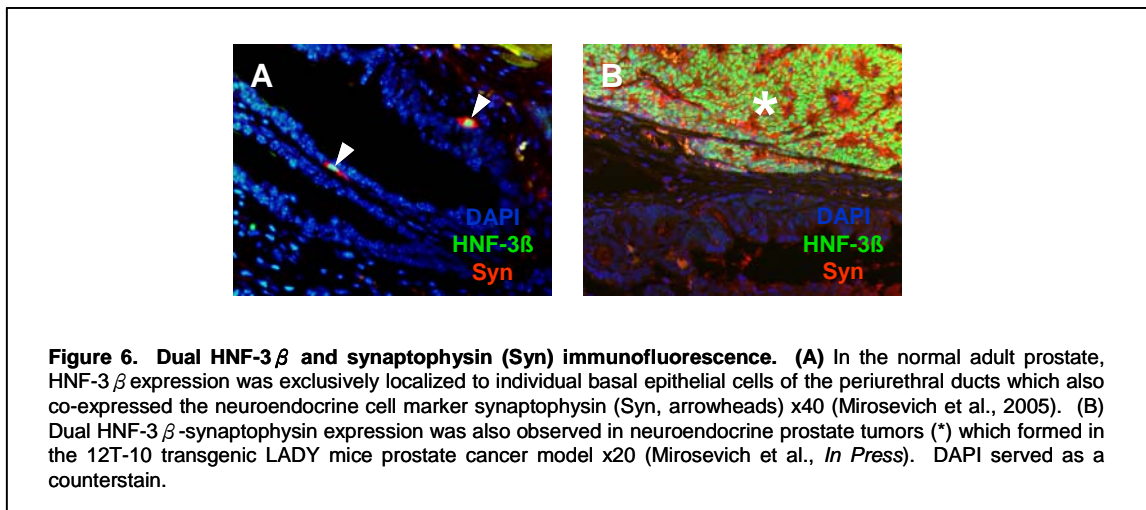 A
DAPI
HNF-3ß
Syn
B
*
DAPI
HNF-3ß
Syn
Figure 6. Dual HNF-3β and synaptophysin (Syn) immunofluorescence. (A) In the normal adult prostate,
HNF-3β expression was exclusively localized to individual basal epithelial cells of the periurethral ducts which also
co-expressed the neuroendocrine cell marker synaptophysin (Syn, arrowheads) x40 (Mirosevich et al., 2005). (B)
Dual HNF-3β-synaptophysin expression was also observed in neuroendocrine prostate tumors (*) which formed in
the 12T-10 transgenic LADY mice prostate cancer model x20 (Mirosevich et al., In Press). DAPI served as a
counterstain.